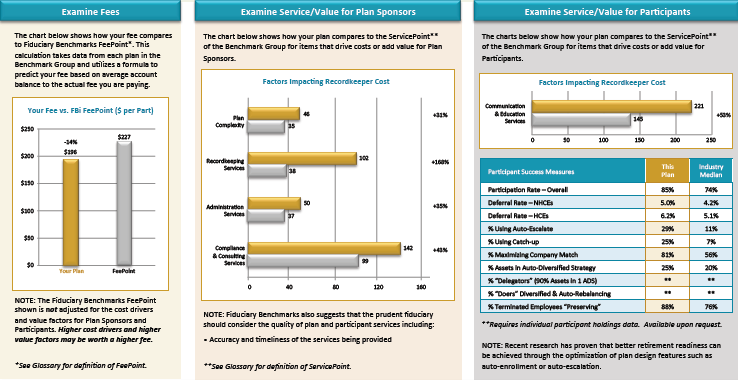 Examine Fees
The chart below shows how your fee compares
to Fiduciary Benchmarks FeePoint*. This
calculation takes data from each plan in the
Benchmark Group and utilizes a formula to
predict your fee based on average account
balance to the actual fee you are paying.
Your Fee vs. FBi FeePoint ($ per Part)
$250
$200
$150
$100
$50
$0
-14%
$196
$227
Your Plan
FeePoint
NOTE: The Fiduciary Benchmarks FeePoint
shown is not adjusted for the cost drivers
and value factors for Plan Sponsors and
Participants. Higher cost drivers and higher
value factors may be worth a higher fee.
*See Glossary for definition of FeePoint.
Examine Service/Value for Plan Sponsors
The chart below shows how your plan compares to the ServicePoint**
of the Benchmark Group for items that drive costs or add value for Plan
Sponsors.
Factors Impacting Recordkeeper Cost
Plan
Complexity
46
35
+31%
Recordkeeping
Services
102
38
+168%
Administration
Services
50
37
+35%
Compliance
& Consulting
Services
142
99
+43%
0 40 80 120 160
NOTE: Fiduciary Benchmarks also suggests that the prudent fiduciary
should consider the quality of plan and participant services including:
• Accuracy and timeliness of the services being provided
**See Glossary for definition of ServicePoint.
Examine Service/Value for Participants
The charts below show how your plan compares to the ServicePoint**
of the Benchmark Group for items that drive costs or add value for
Participants.
Factors Impacting Recordkeeper Cost
Communication
& Education
Services
221
145
+53%
0 50 100 150 200 250
Participant Success Measures This Plan Industry Median
Participation Rate – Overall 85% 74%
Deferral Rate – NHCEs 5.0% 4.2%
Deferral Rate – HCEs 6.2% 5.1%
% Using Auto-Escalate 29% 11%
% Using Catch-up 25% 7%
% Maximizing Company Match 81% 56%
% Assets in Auto-Diversified Strategy 25% 20%
% "Delegators" (90% Assets in 1 ADS) ** **
% "Doers" Diversified & Auto-Rebalancing ** **
% Terminated Employees "Preserving" 88% 76%
**Requires individual participant holdings data. Available upon request.
NOTE: Recent research has proven that better retirement readiness can
be achieved through the optimization of plan design features such as
auto-enrollment or auto-escalation.